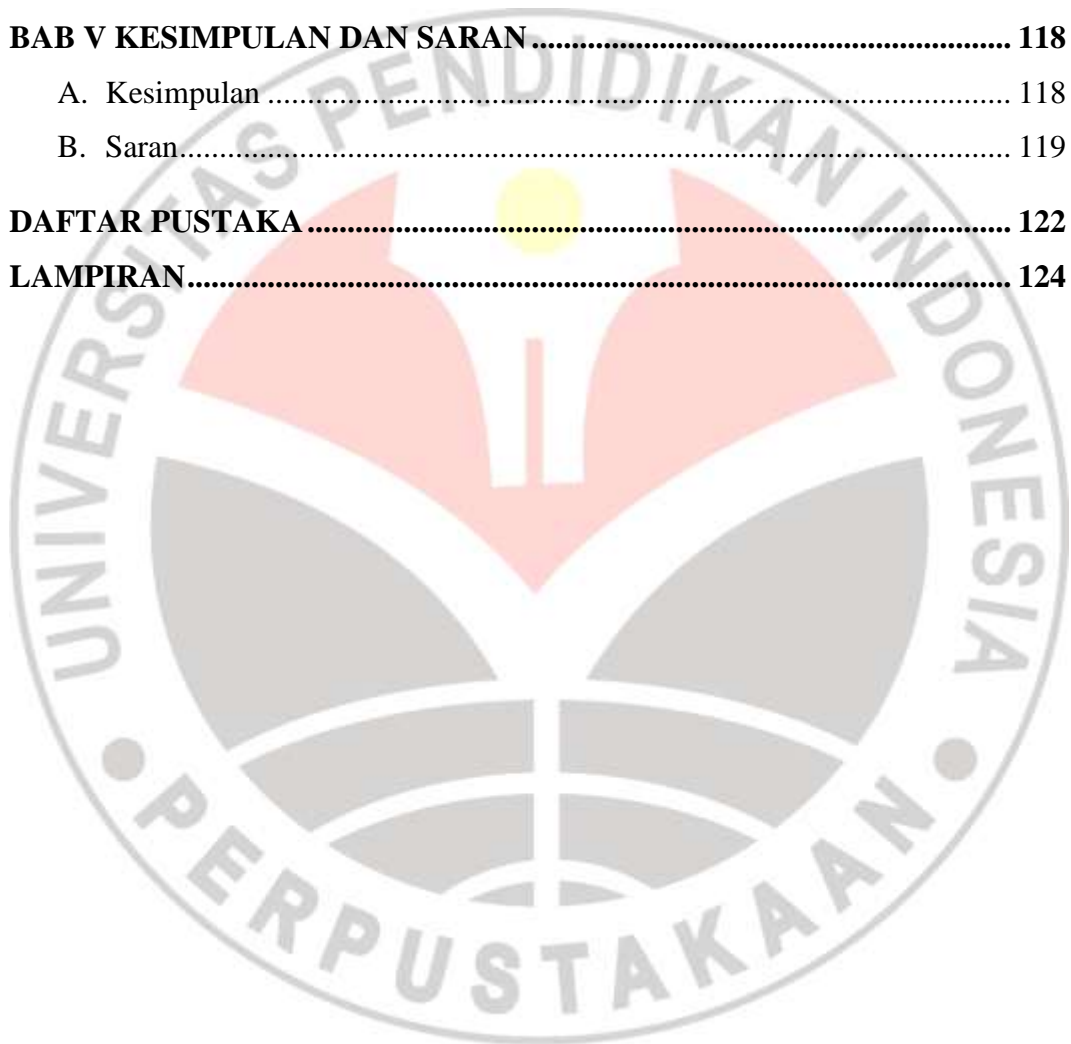 BAB V KESIMPULAN DAN SARAN ........................................................................... 118
A. Kesimpulan ........................................................................... 118
B. Saran ........................................................................... 119
DAFTAR PUSTAKA ........................................................................... 122
LAMPIRAN ........................................................................... 124
UNIVERSITAS PENDIDIKAN INDONESIA
PERPUSTAKAAN